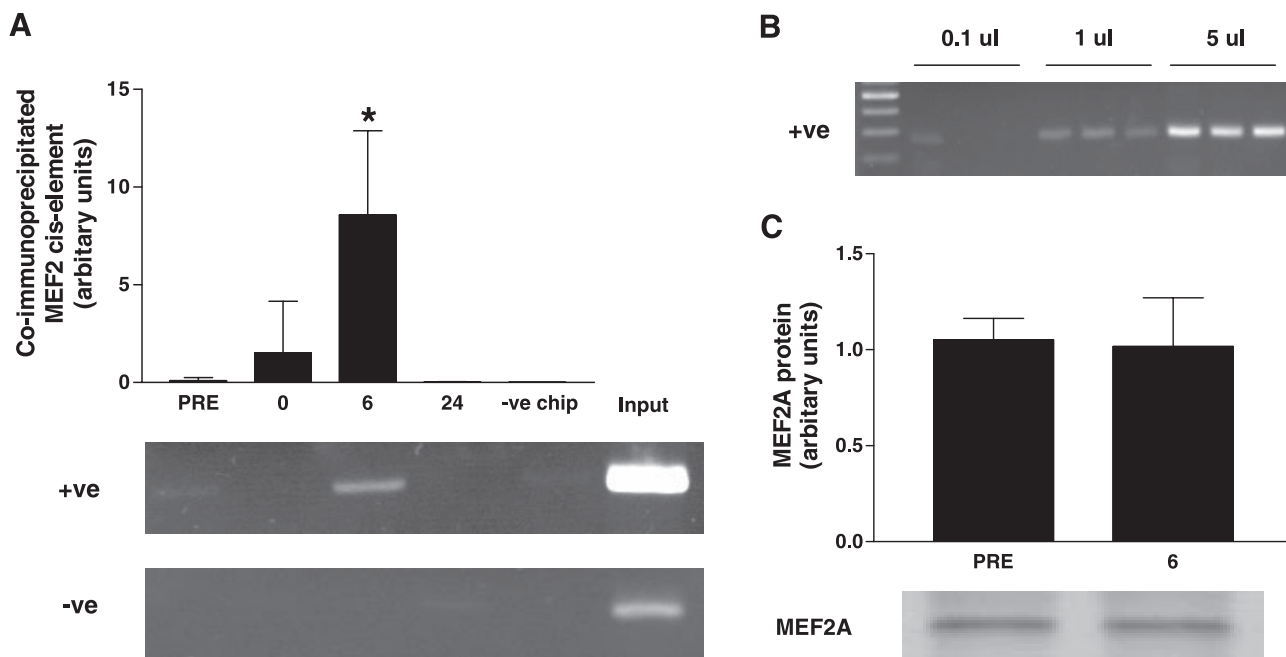 A
Co-immunoprecipitated
MEF2 cis-element
(arbitary units)
15
10
5
0
*
PRE 0 6 24 -ve chip Input
+ve
-ve
B
0.1 ul 1 ul 5 ul
+ve
C
MEF2A protein
(arbitary units)
1.5
1.0
0.5
0.0
PRE 6
MEF2A